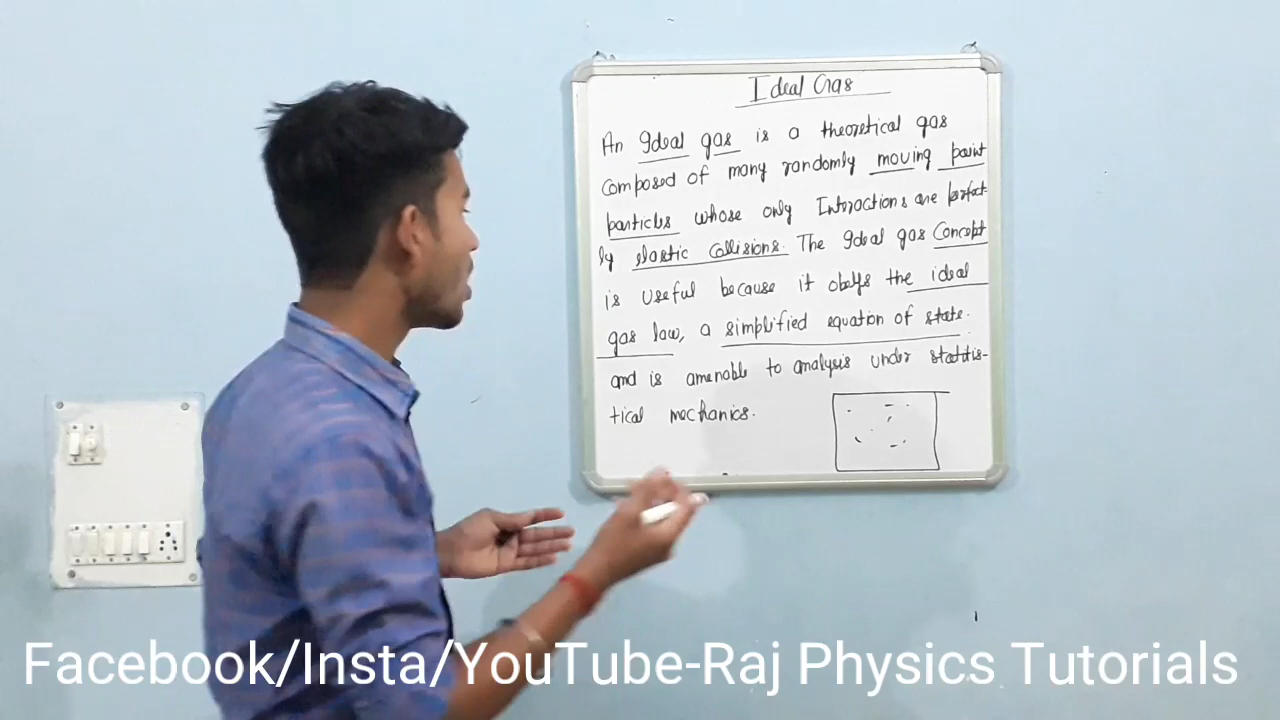 Ideal Gas
An Ideal gas is a theoretical gas
composed of many randomly moving point
particles whose only Interactions are perfect-
ly elastic collisions. The Ideal gas Concept
is useful because it obeys the ideal
gas law, a simplified equation of state.
and is amenable to analysis under statitis-
tical mechanics.
Facebook/Insta/YouTube-Raj Physics Tutorials